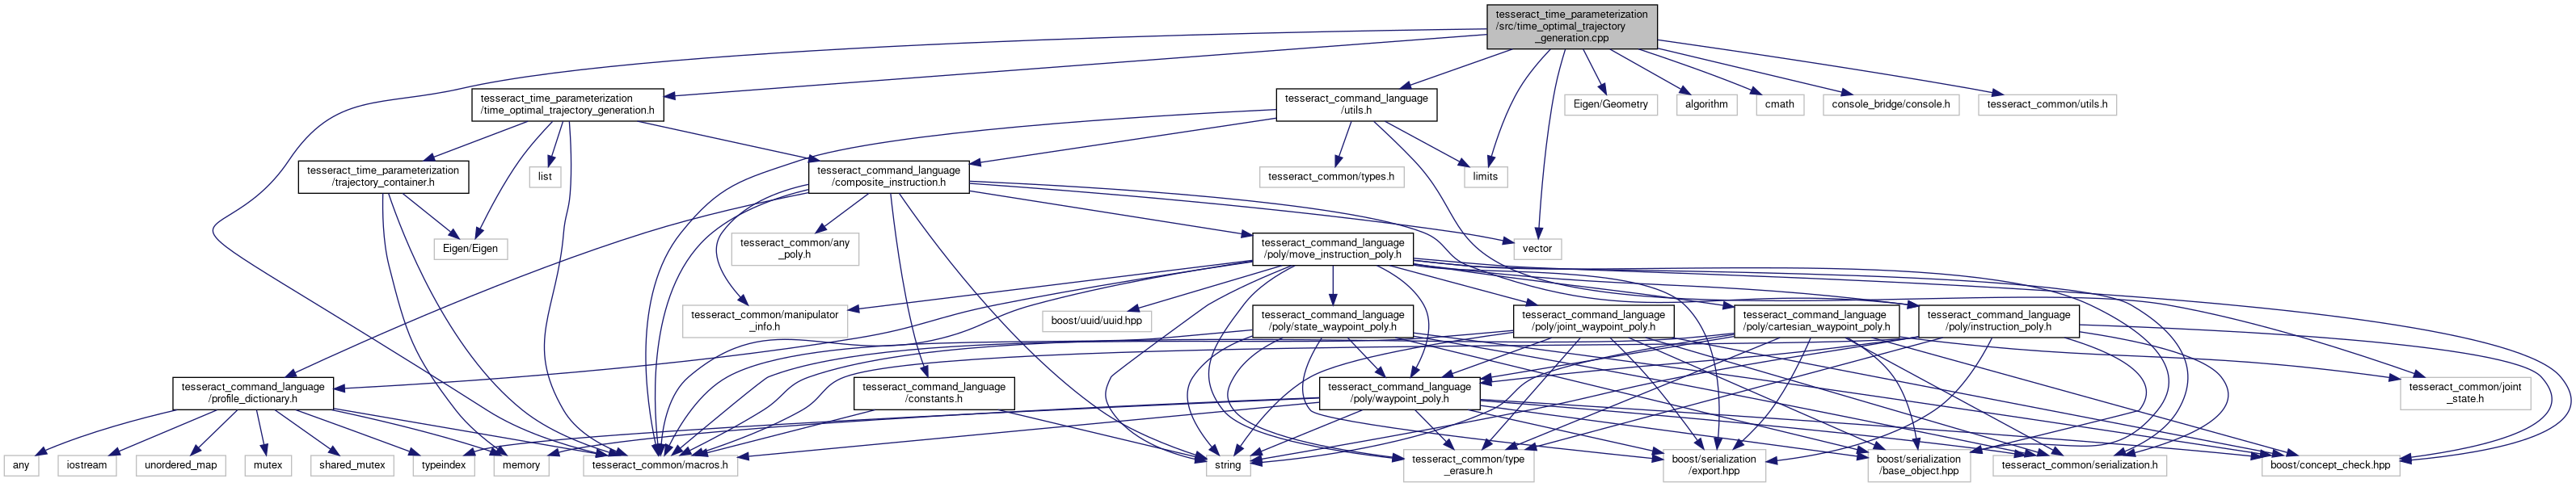 tesseract_time_parameterization
/src/time_optimal_trajectory
_generation.cpp
tesseract_time_parameterization
/time_optimal_trajectory_generation.h
tesseract_command_language
/utils.h
Eigen/Geometry
algorithm
cmath
console_bridge/console.h
tesseract_common/utils.h
tesseract_time_parameterization
/trajectory_container.h
list
tesseract_command_language
/composite_instruction.h
tesseract_common/types.h
limits
Eigen/Eigen
tesseract_common/any
_poly.h
tesseract_command_language
/poly/move_instruction_poly.h
vector
tesseract_common/manipulator
_info.h
boost/uuid/uuid.hpp
tesseract_command_language
/poly/state_waypoint_poly.h
tesseract_command_language
/poly/joint_waypoint_poly.h
tesseract_command_language
/poly/cartesian_waypoint_poly.h
tesseract_command_language
/poly/instruction_poly.h
tesseract_command_language
/profile_dictionary.h
tesseract_command_language
/constants.h
tesseract_command_language
/poly/waypoint_poly.h
tesseract_common/joint
_state.h
any
iostream
unordered_map
mutex
shared_mutex
typeindex
memory
tesseract_common/macros.h
string
tesseract_common/type
_erasure.h
boost/serialization
/export.hpp
boost/serialization
/base_object.hpp
tesseract_common/serialization.h
boost/concept_check.hpp